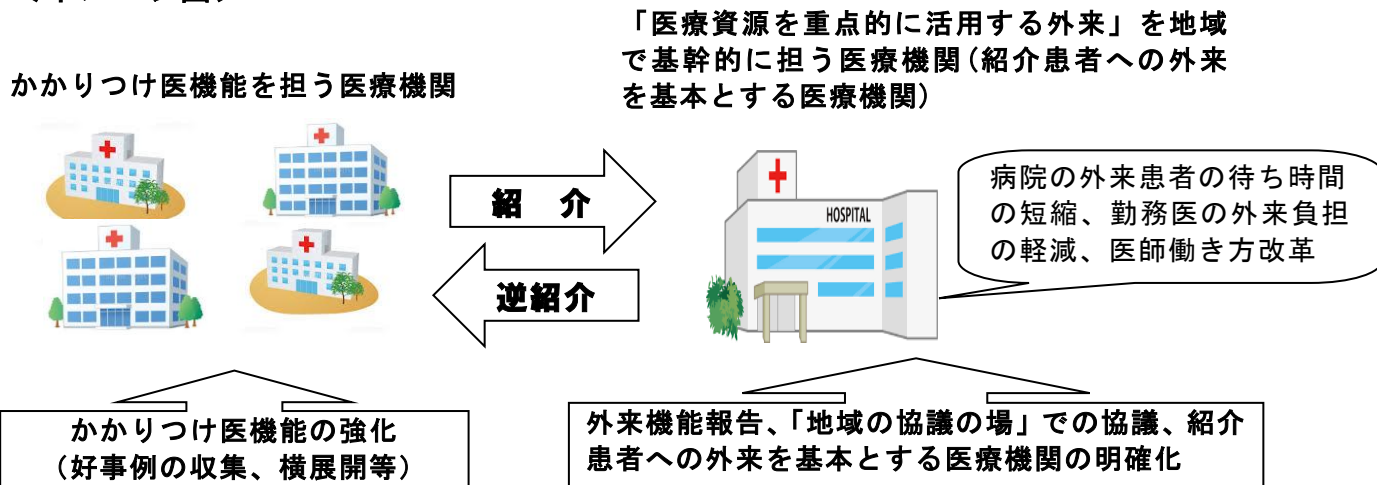 「医療資源を重点的に活用する外来」を地域
で基幹的に担う医療機関(紹介患者への外来
を基本とする医療機関)
かかりつけ医機能を担う医療機関
紹 介
逆紹介
HOSPITAL
病院の外来患者の待ち時間
の短縮、勤務医の外来負担
の軽減、医師働き方改革
かかりつけ医機能の強化
(好事例の収集、横展開等)
外来機能報告、「地域の協議の場」での協議、紹介
患者への外来を基本とする医療機関の明確化